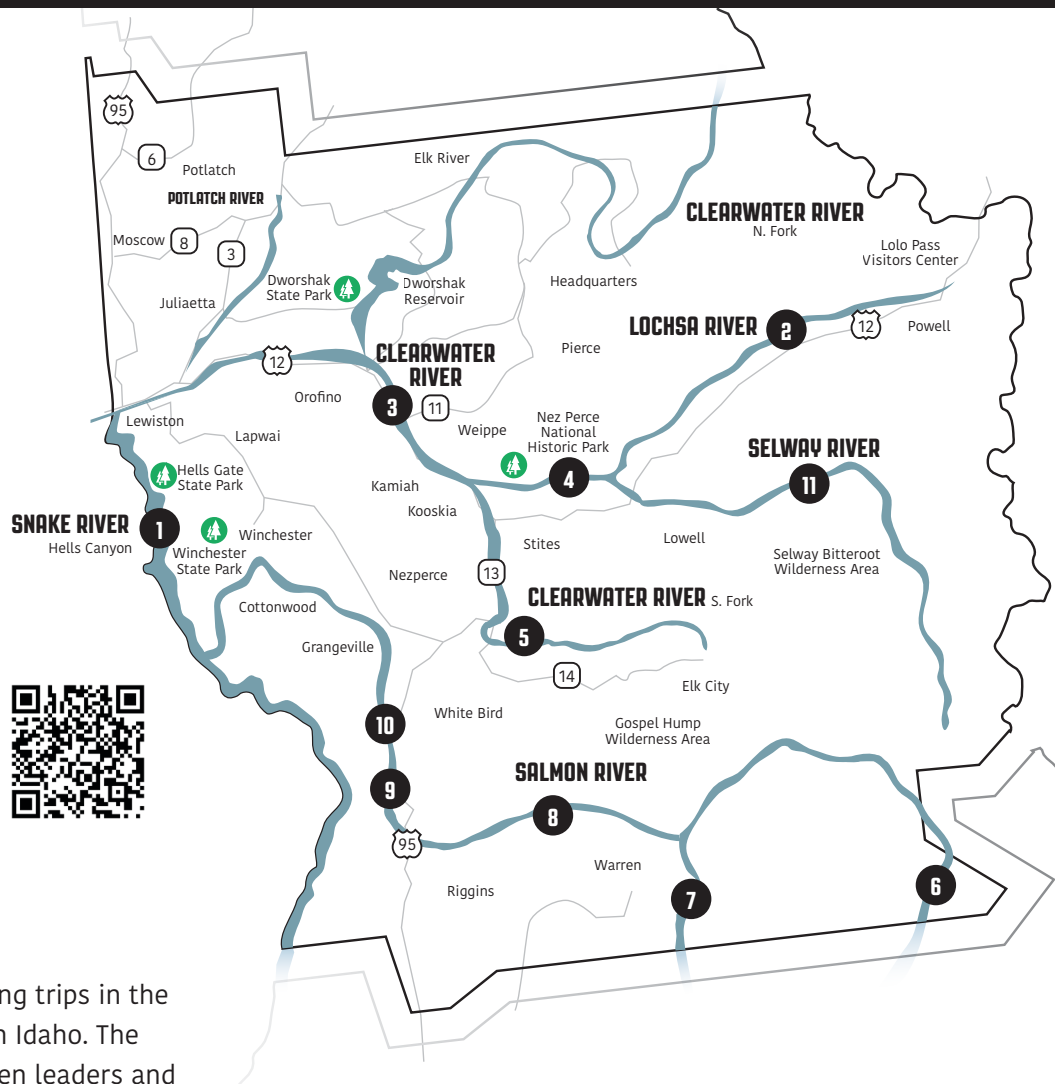 95
6
Potlatch
POTLATCH RIVER
Moscow
8
3
Juliaetta
Elk River
Dworshak
State Park
Dworshak
Reservoir
CLEARWATER RIVER
N. Fork
Lolo Pass
Visitors Center
Headquarters
LOCHSA RIVER
2
12
Powell
Pierce
12
CLEARWATER
RIVER
Orofino
3
11
Lewiston
Lapwai
Weippe
Nez Perce
National
Historic Park
4
SELWAY RIVER
11
Hells Gate
State Park
Kamiah
Kooskia
SNAKE RIVER
Hells Canyon
1
Winchester
Winchester
State Park
Stites
Lowell
Selway Bitteroot
Wilderness Area
Nezperce
13
Cottonwood
Grangeville
CLEARWATER RIVER S. Fork
5
14
Elk City
10
White Bird
Gospel Hump
Wilderness Area
9
SALMON RIVER
8
95
Warren
Riggins
7
6
ng trips in the
n Idaho. The
en leaders and